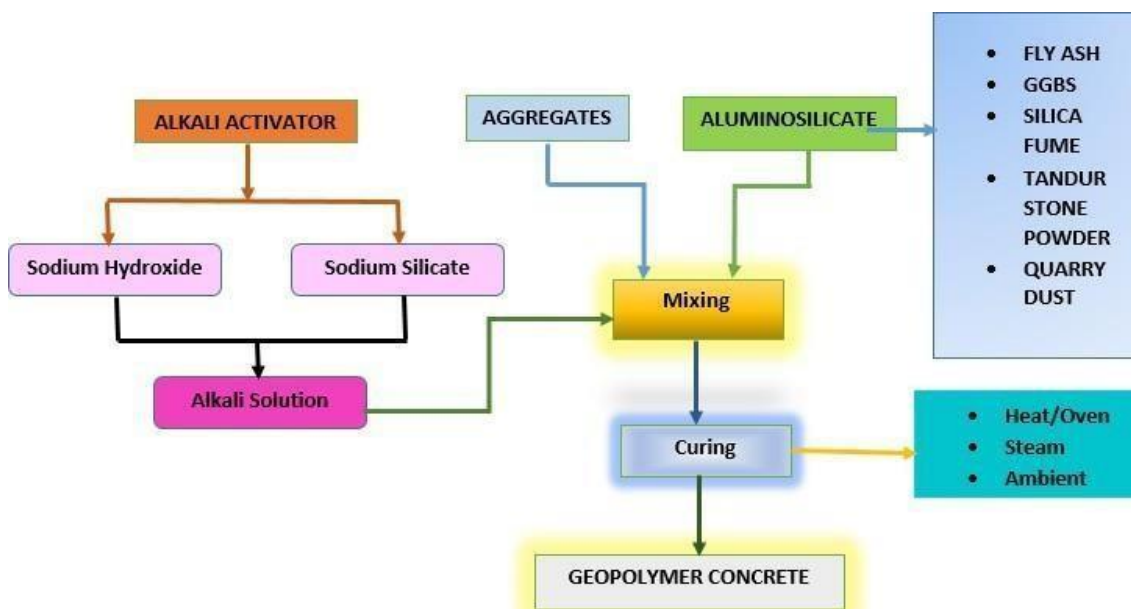 ALKALI ACTIVATOR
AGGREGATES
ALUMINOSILICATE
• FLY ASH
• GGBS
• SILICA
FUME
• TANDUR
STONE
POWDER
• QUARRY
DUST
Sodium Hydroxide
Sodium Silicate
Mixing
Alkali Solution
Curing
• Heat/Oven
• Steam
• Ambient
GEOPOLYMER CONCRETE